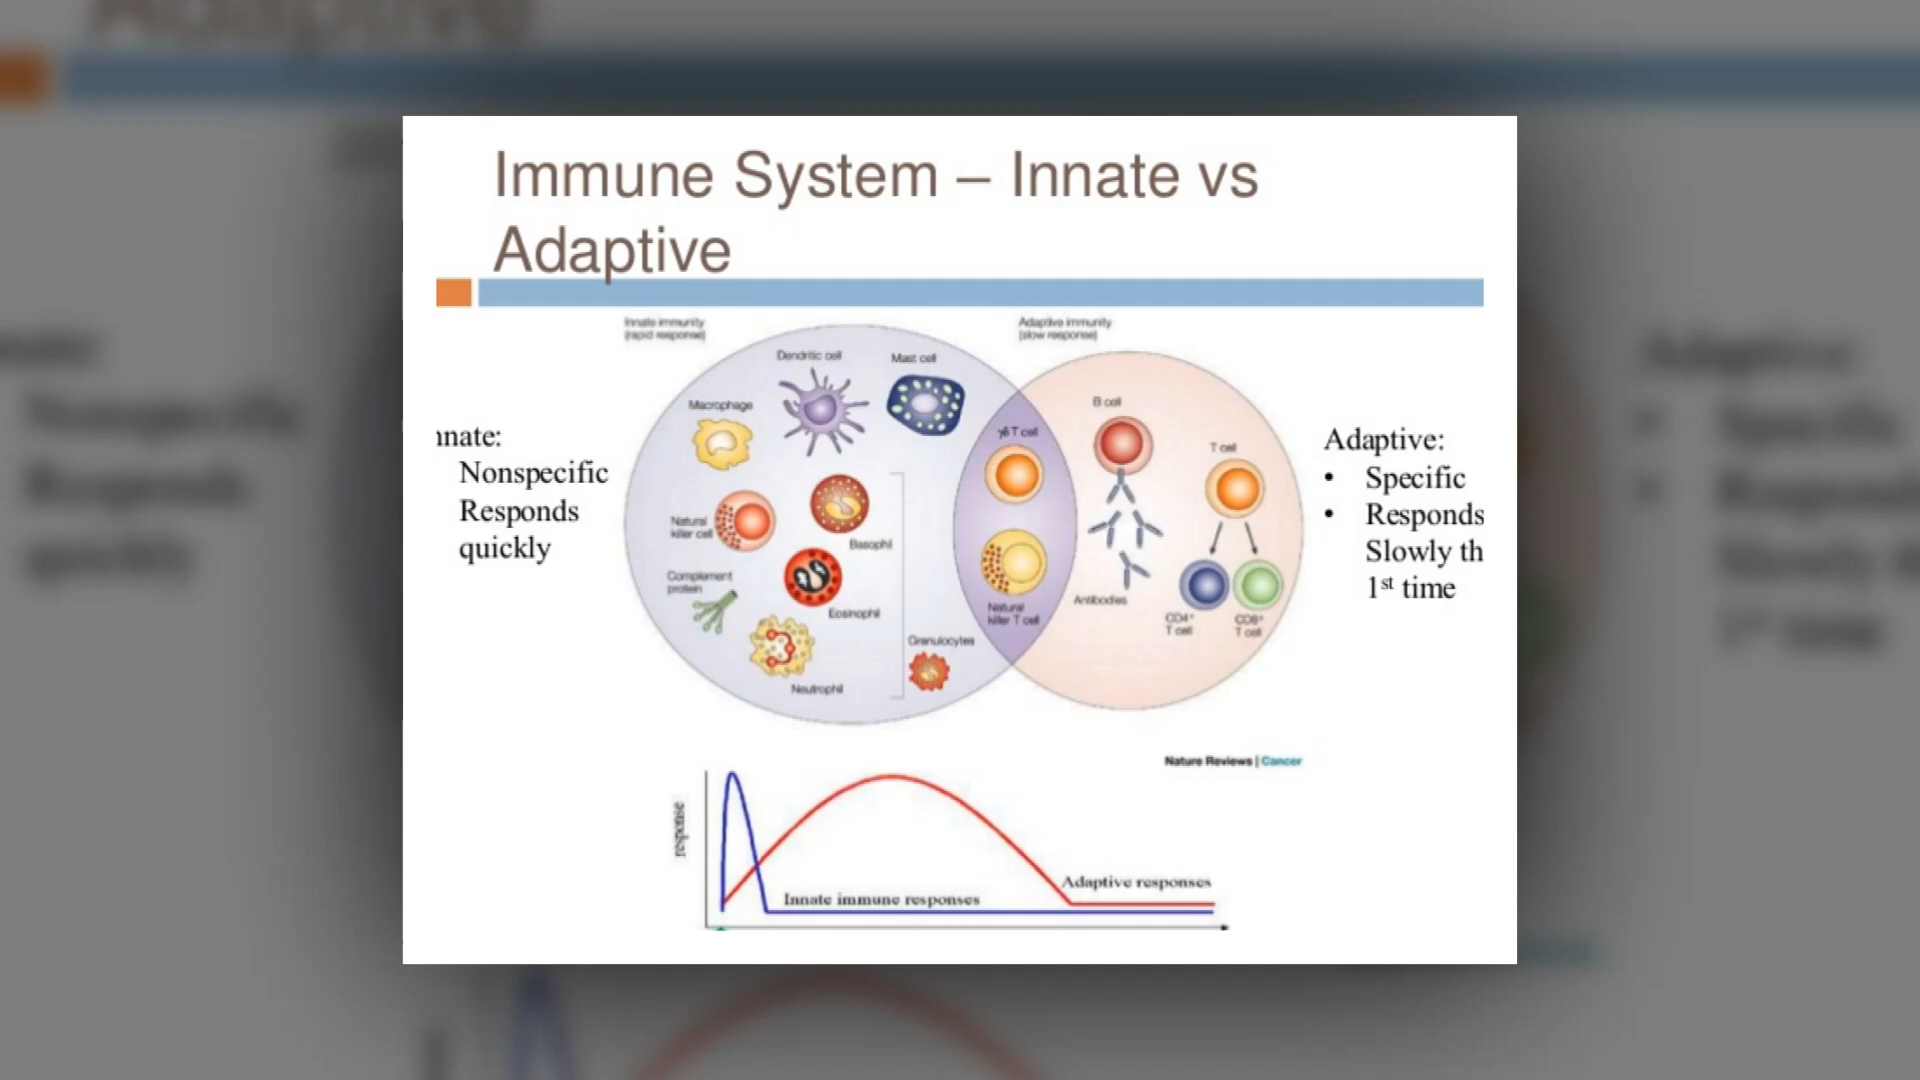 Immune System – Innate vs
Adaptive
Innate immunity
(rapid response)
Adaptive immunity
(slow response)
Dendritic cell
Mast cell
Macrophage
B cell
γδ T cell
T cell
nnate:
Nonspecific
Responds
quickly
Adaptive:
• Specific
• Responds
Slowly th
1st time
Natural
killer cell
Basophil
Complement
protein
Eosinophil
Antibodies
Natural
killer T cell
CD4+
T cell
CD8+
T cell
Granulocytes
Neutrophil
Nature Reviews | Cancer
response
Adaptive responses
Innate immune responses